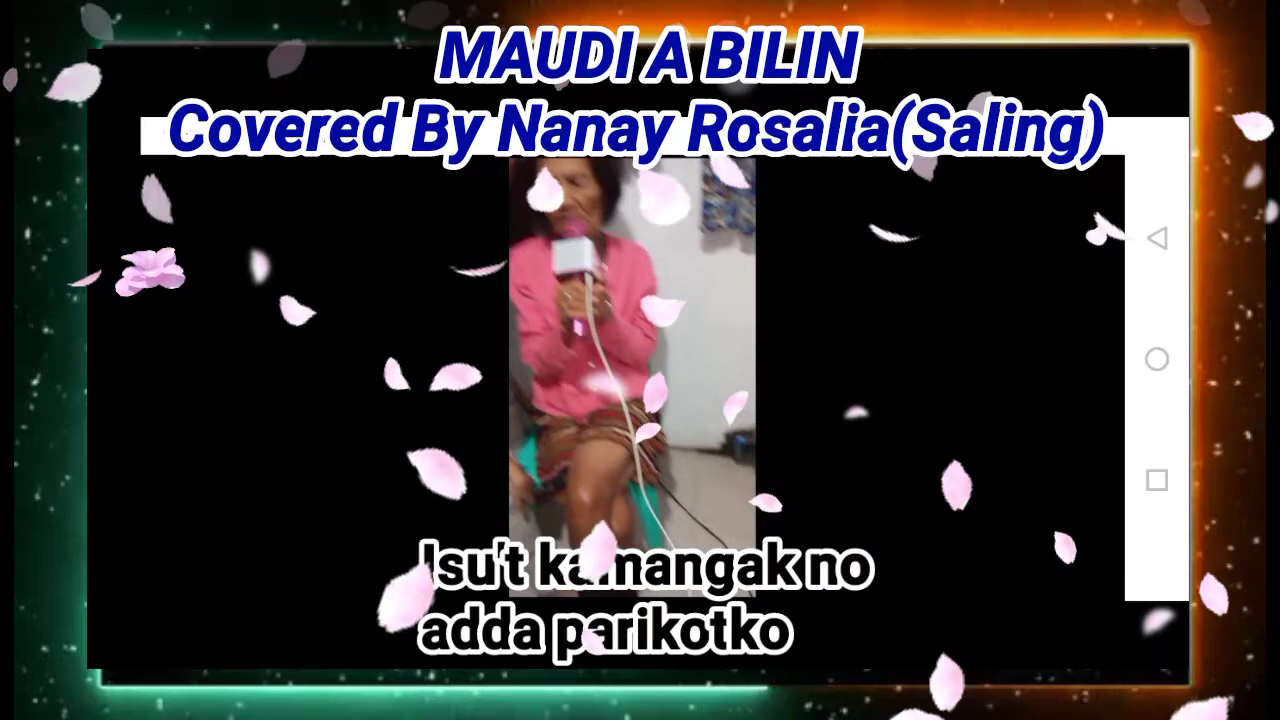 MAUDI A BILIN
Covered By Nanay Rosalia(Saling)
Isu't kamangak no
adda parikotko